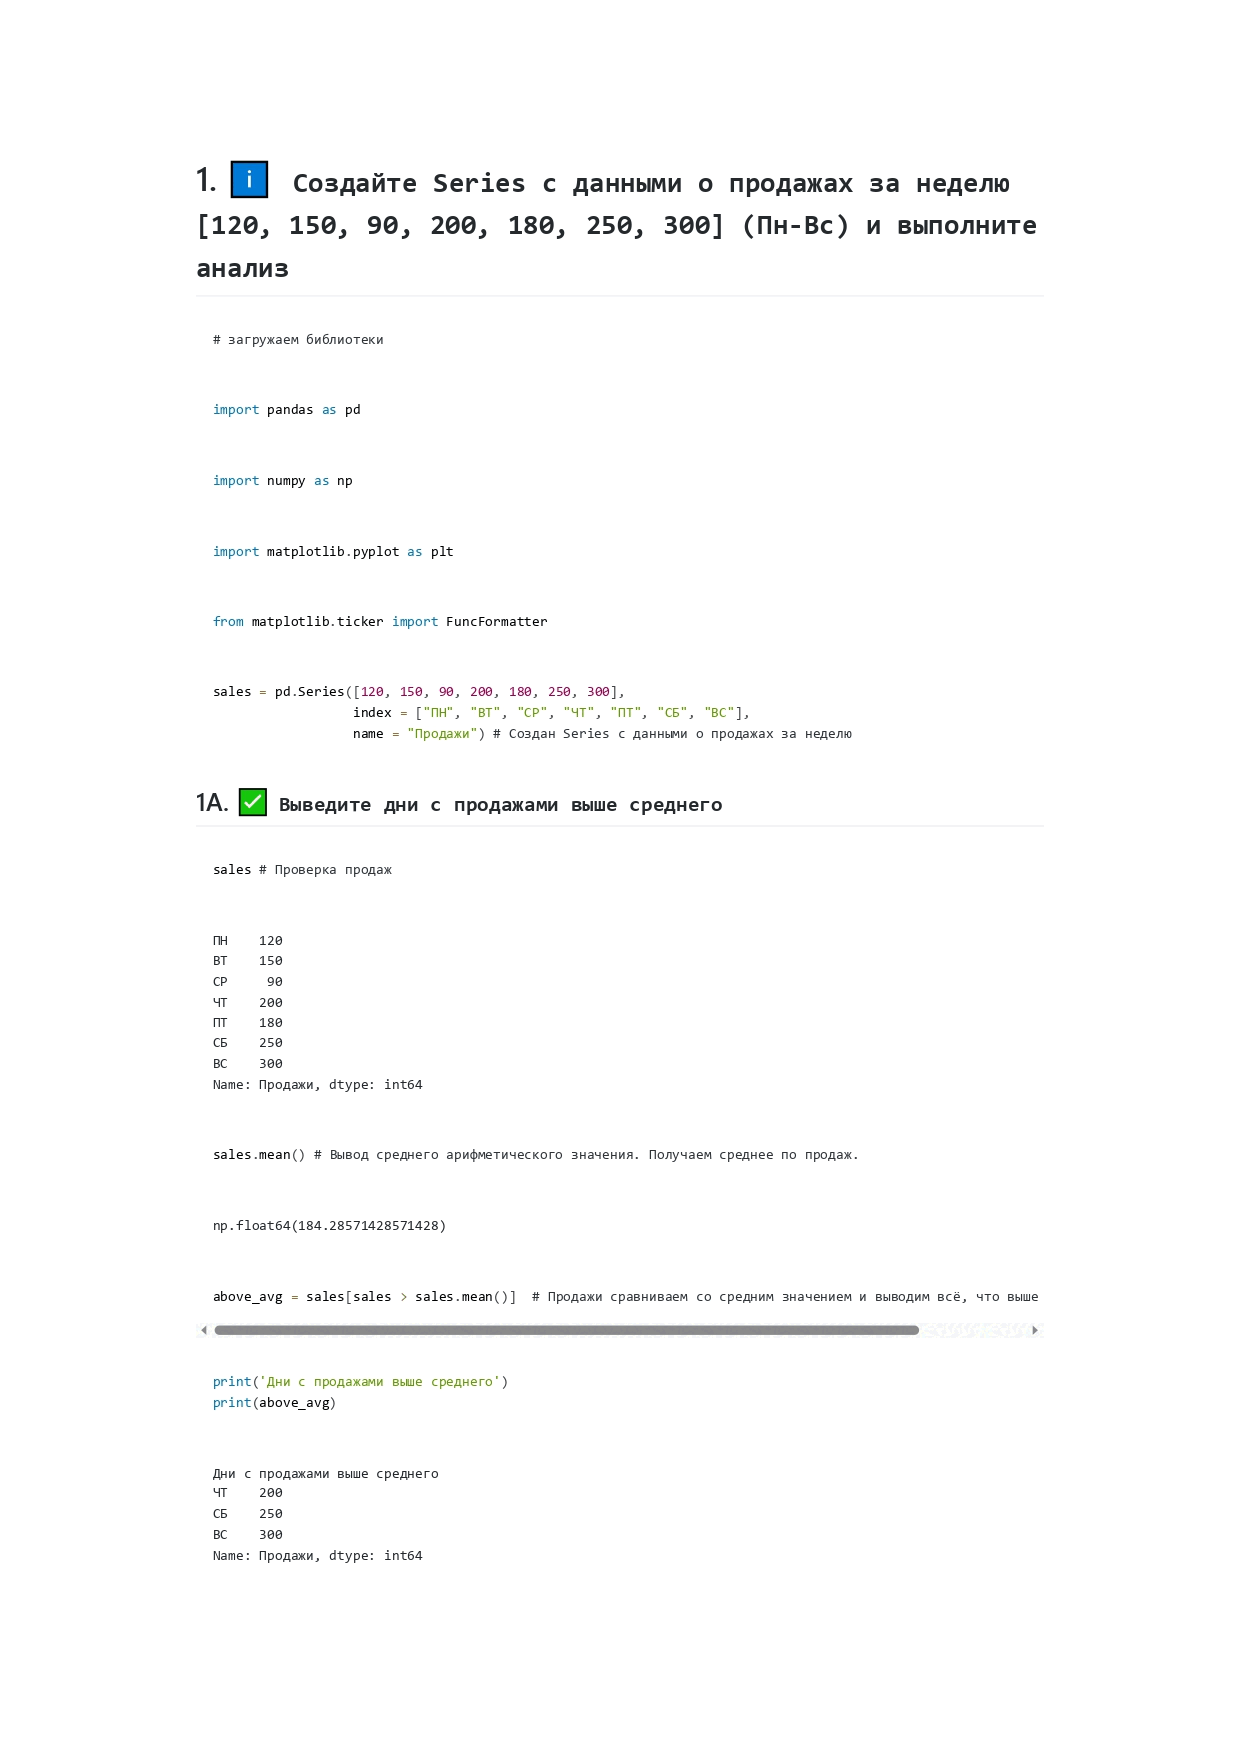 1. ℹ️ Создайте Series с данными о продажах за неделю
[120, 150, 90, 200, 180, 250, 300] (Пн-Вс) и выполните
анализ
# загружаем библиотеки
import pandas as pd
import numpy as np
import matplotlib.pyplot as plt
from matplotlib.ticker import FuncFormatter
sales = pd.Series([120, 150, 90, 200, 180, 250, 300],
                  index = ["ПН", "ВТ", "СР", "ЧТ", "ПТ", "СБ", "ВС"],
                  name = "Продажи") # Создан Series с данными о продажах за неделю
1А. ✅ Выведите дни с продажами выше среднего
sales # Проверка продаж
ПН    120
ВТ    150
СР     90
ЧТ    200
ПТ    180
СБ    250
ВС    300
Name: Продажи, dtype: int64
sales.mean() # Вывод среднего арифметического значения. Получаем среднее по продаж.
np.float64(184.28571428571428)
above_avg = sales[sales > sales.mean()]  # Продажи сравниваем со средним значением и выводим всё, что выше
print('Дни с продажами выше среднего')
print(above_avg)
Дни с продажами выше среднего
ЧТ    200
СБ    250
ВС    300
Name: Продажи, dtype: int64